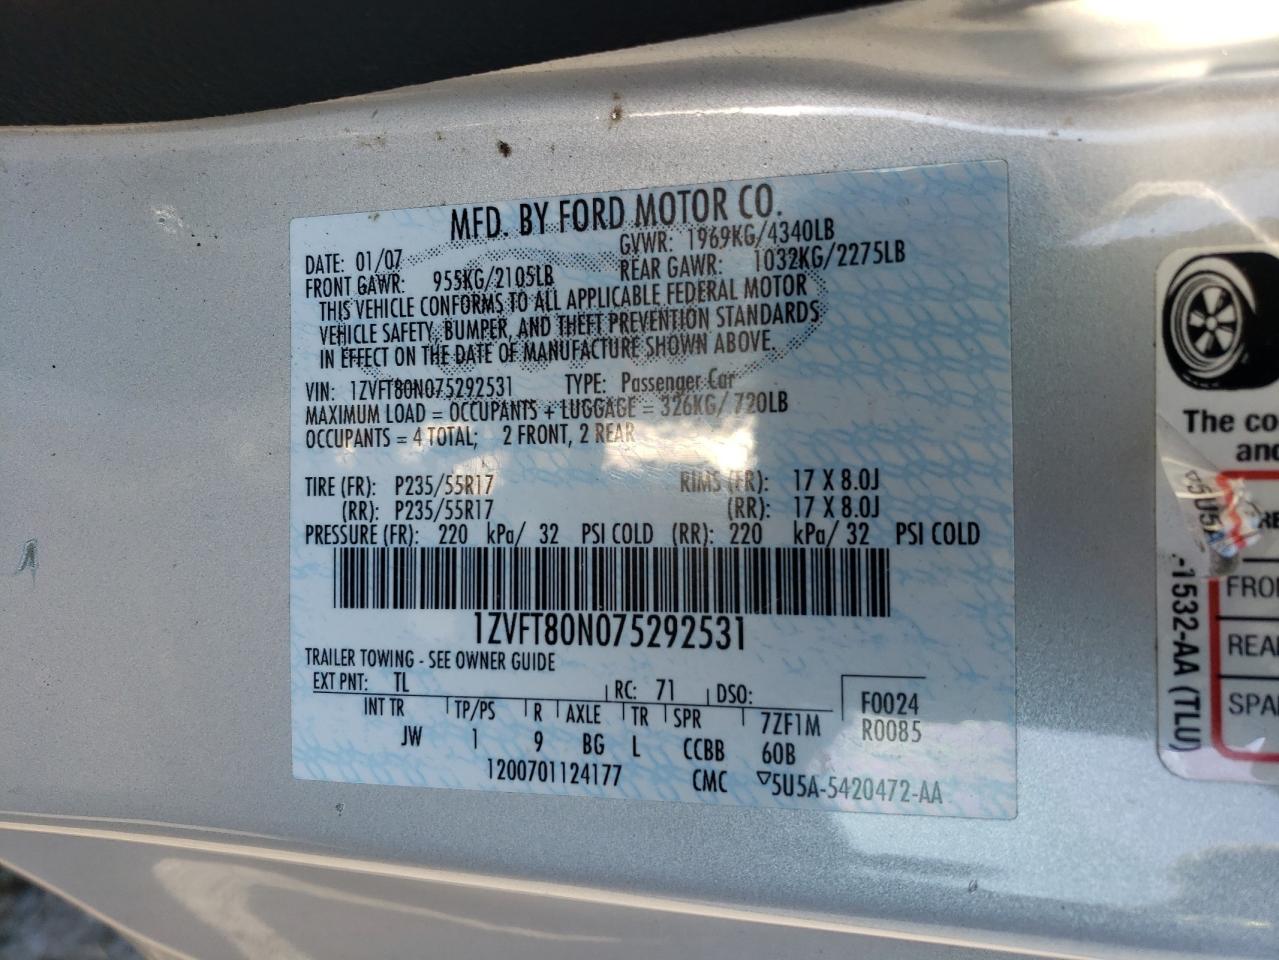 MFD. BY FORD MOTOR CO.
DATE: 01/07 GVWR: 1969KG/4340LB
FRONT GAWR: 955KG/2105LB REAR GAWR: 1032KG/2275LB
THIS VEHICLE CONFORMS TO ALL APPLICABLE FEDERAL MOTOR
VEHICLE SAFETY, BUMPER, AND THEFT PREVENTION STANDARDS
IN EFFECT ON THE DATE OF MANUFACTURE SHOWN ABOVE.
VIN: 1ZVFT80N075292531 TYPE: Passenger Car
MAXIMUM LOAD = OCCUPANTS + LUGGAGE = 326KG/ 720LB
OCCUPANTS = 4 TOTAL; 2 FRONT, 2 REAR
TIRE (FR): P235/55R17 RIMS (FR): 17 X 8.0J
(RR): P235/55R17 (RR): 17 X 8.0J
PRESSURE (FR): 220 kPa/ 32 PSI COLD (RR): 220 kPa/ 32 PSI COLD
1ZVFT80N075292531
TRAILER TOWING - SEE OWNER GUIDE
EXT PNT: TL RC: 71 DSO: F0024
INT TR TP/PS R AXLE TR SPR 7ZF1M R0085
JW 1 9 BG L CCBB 60B
1200701124177 CMC ▽5U5A-5420472-AA
The co
and
FRO
REA
SPA
-1532-AA (TLU)